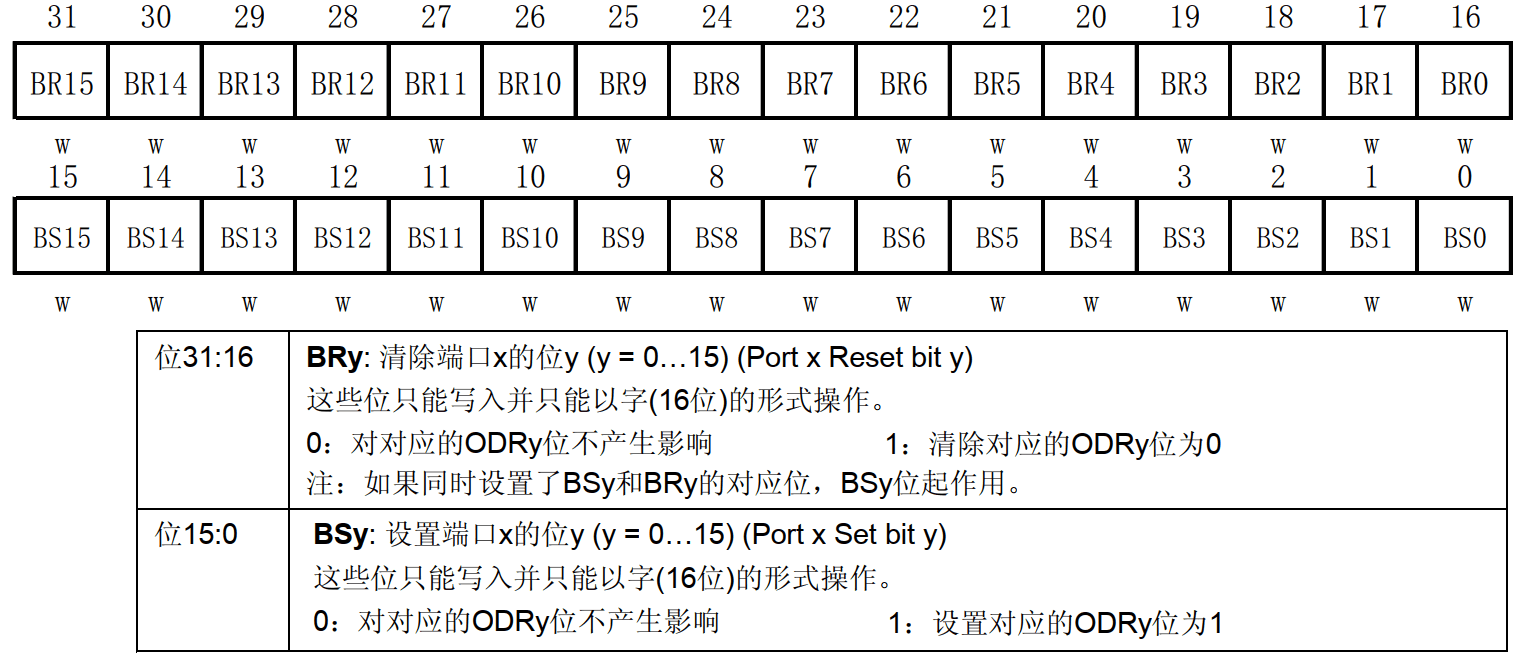 31 30 29 28 27 26 25 24 23 22 21 20 19 18 17 16
BR15 BR14 BR13 BR12 BR11 BR10 BR9 BR8 BR7 BR6 BR5 BR4 BR3 BR2 BR1 BR0
w w w w w w w w w w w w w w w w
15 14 13 12 11 10 9 8 7 6 5 4 3 2 1 0
BS15 BS14 BS13 BS12 BS11 BS10 BS9 BS8 BS7 BS6 BS5 BS4 BS3 BS2 BS1 BS0
w w w w w w w w w w w w w w w w
位31:16 BRy: 清除端口x的位y (y = 0…15) (Port x Reset bit y)
这些位只能写入并只能以字(16位)的形式操作。
0：对对应的ODRy位不产生影响 1：清除对应的ODRy位为0
注：如果同时设置了BSy和BRy的对应位，BSy位起作用。
位15:0 BSy: 设置端口x的位y (y = 0…15) (Port x Set bit y)
这些位只能写入并只能以字(16位)的形式操作。
0：对对应的ODRy位不产生影响 1：设置对应的ODRy位为1